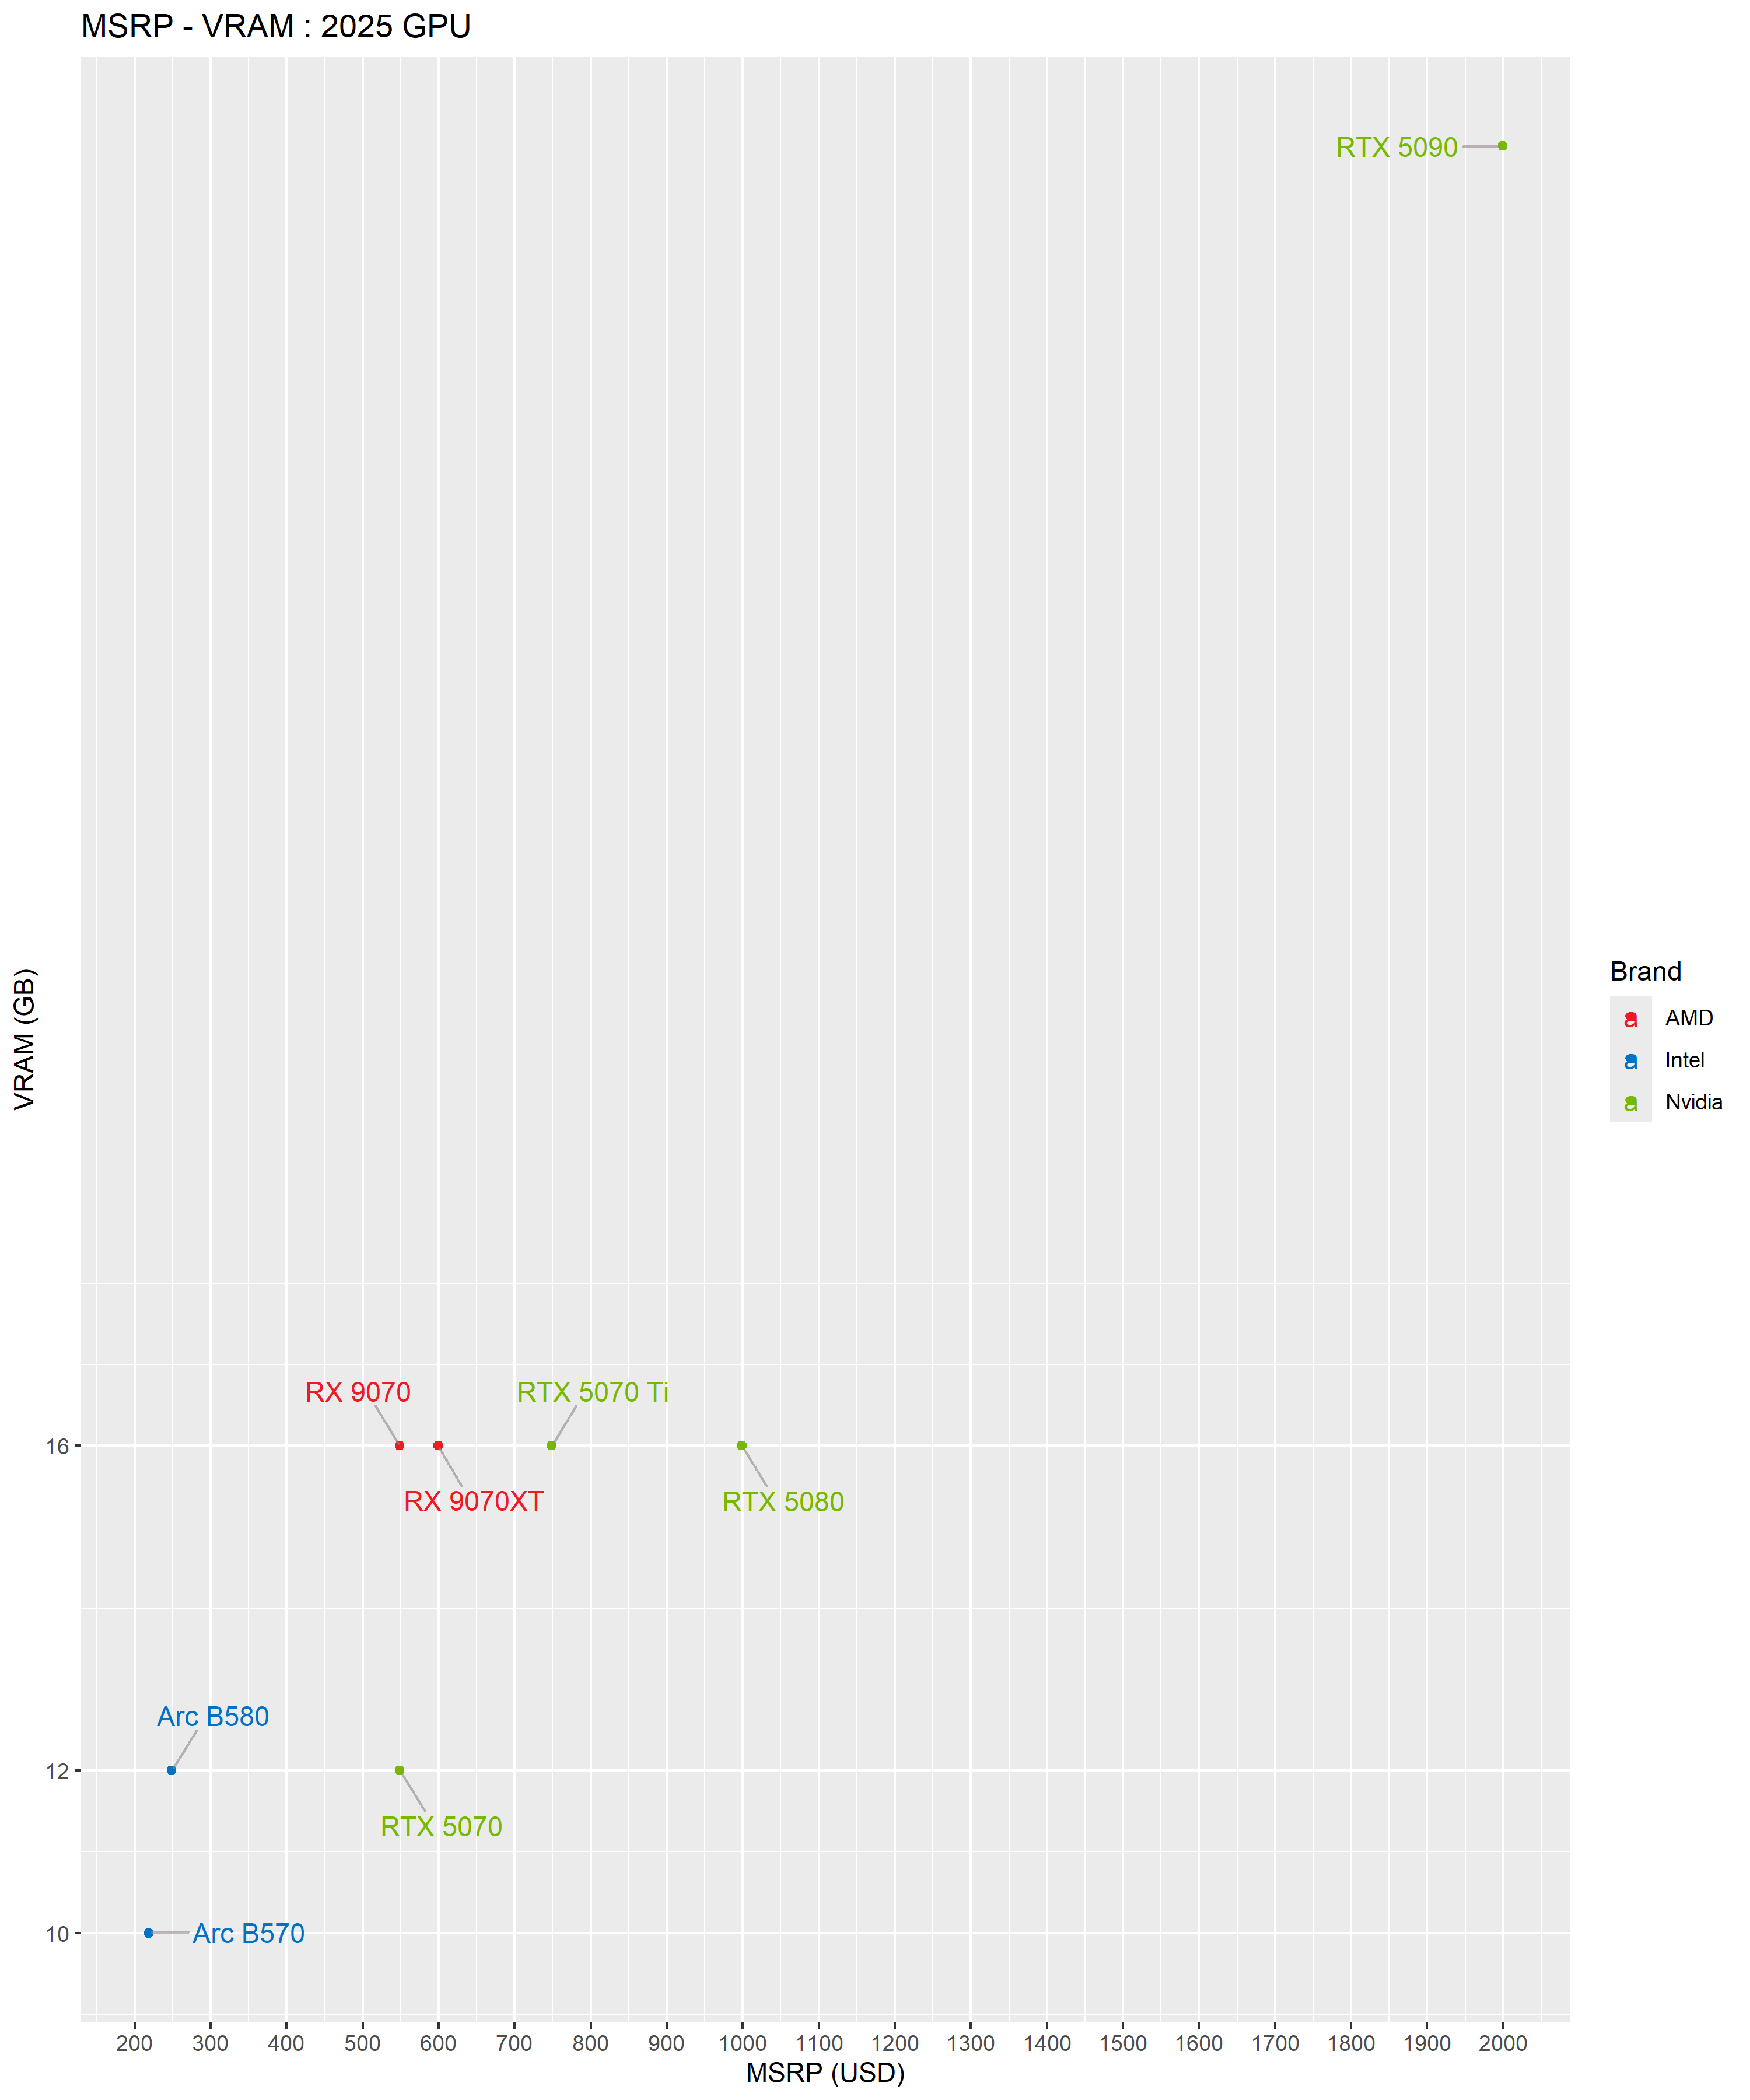 MSRP - VRAM : 2025 GPU
RTX 5090
VRAM (GB)
Brand
a AMD
a Intel
a Nvidia
RX 9070
RTX 5070 Ti
16
RX 9070XT
RTX 5080
Arc B580
12
RTX 5070
10
Arc B570
200 300 400 500 600 700 800 900 1000 1100 1200 1300 1400 1500 1600 1700 1800 1900 2000
MSRP (USD)